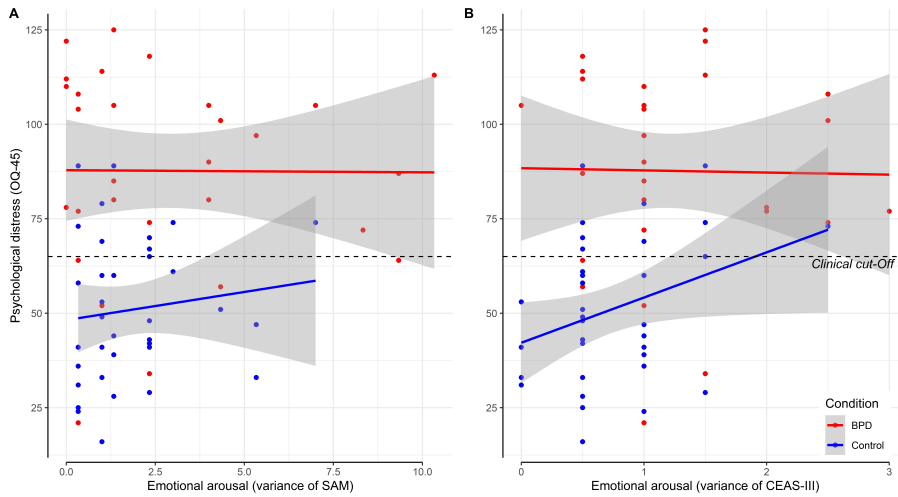 A
B
Psychological distress (OQ-45)
125
100
75
50
25
0.0
2.5
5.0
7.5
10.0
Emotional arousal (variance of SAM)
125
100
75
50
25
Clinical cut-Off
Condition
BPD
Control
0
1
2
3
Emotional arousal (variance of CEAS-III)